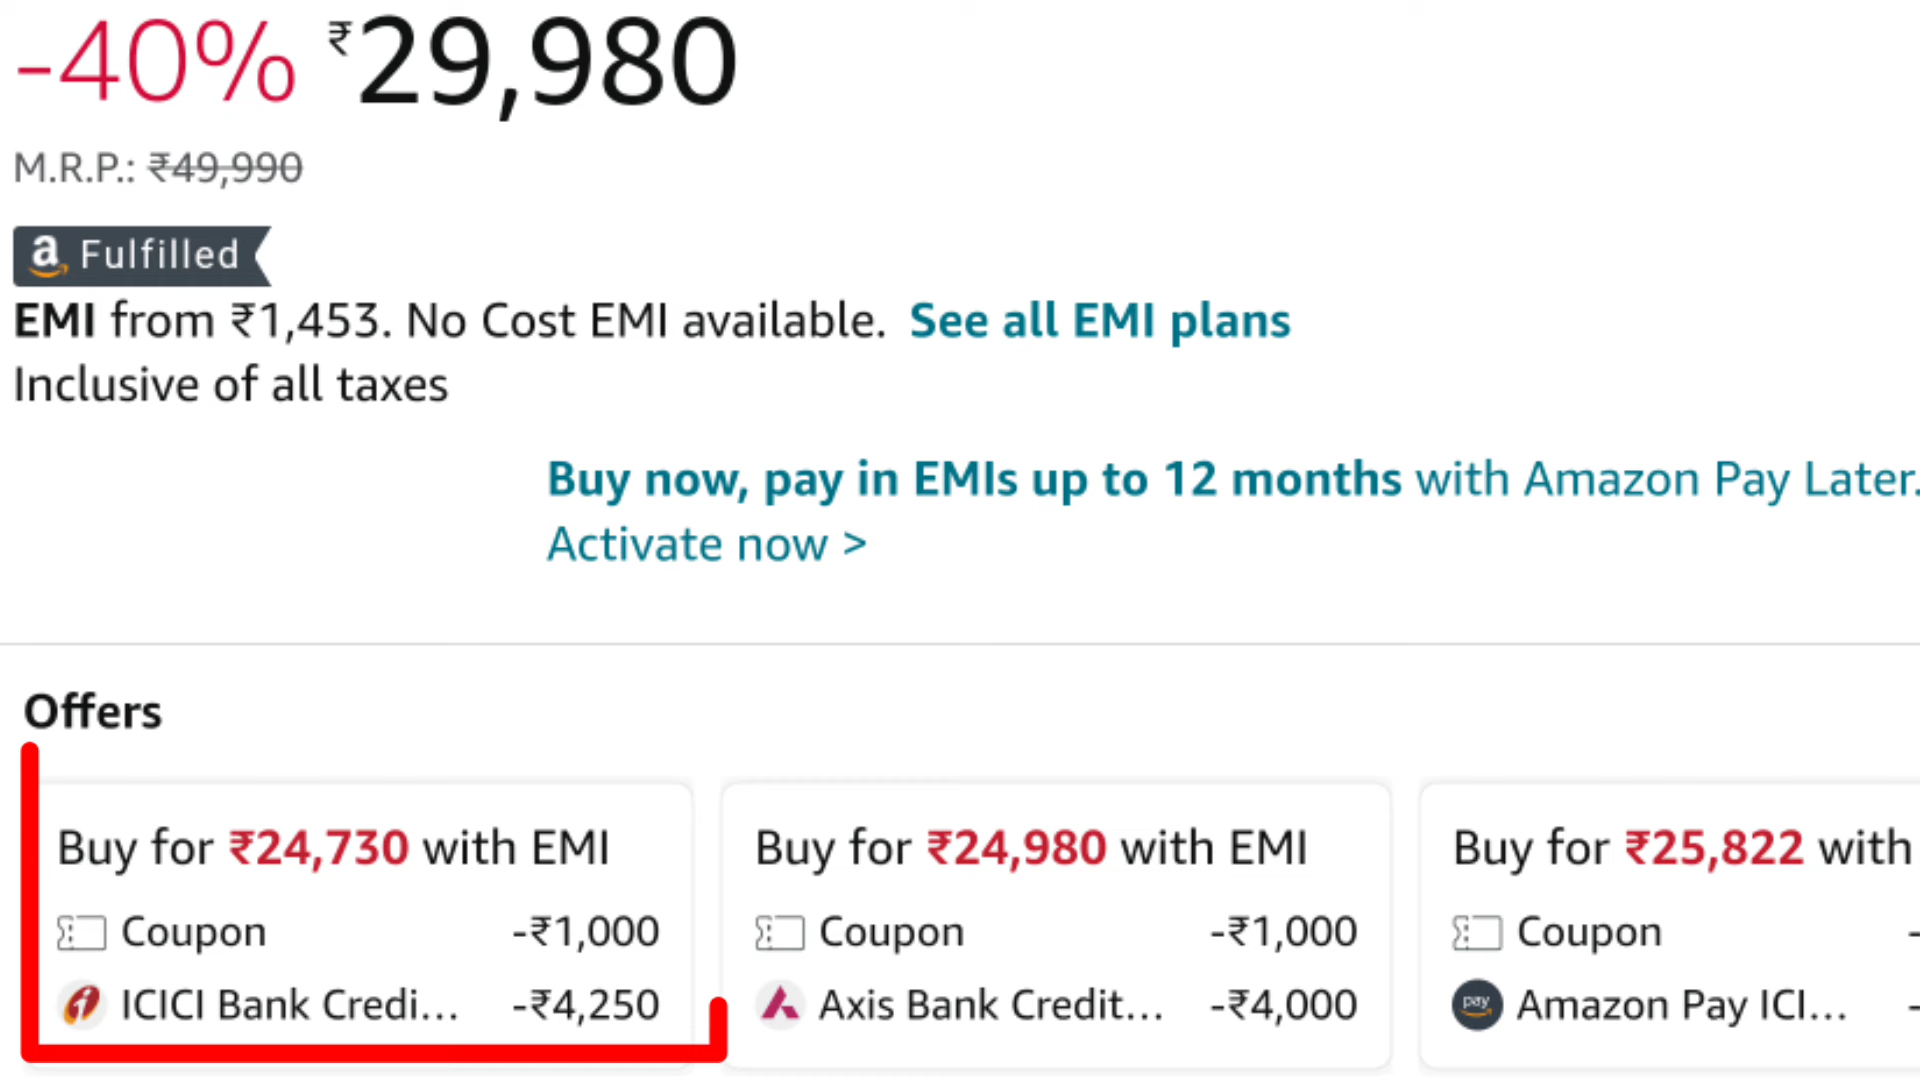 -40% ₹29,980
M.R.P.: ₹49,990
a Fulfilled
EMI from ₹1,453. No Cost EMI available. See all EMI plans
Inclusive of all taxes
Buy now, pay in EMIs up to 12 months with Amazon Pay Later.
Activate now >
Offers
Buy for ₹24,730 with EMI
Coupon -₹1,000
ICICI Bank Credi... -₹4,250
Buy for ₹24,980 with EMI
Coupon -₹1,000
Axis Bank Credit... -₹4,000
Buy for ₹25,822 with
Coupon -
pay Amazon Pay ICI... -